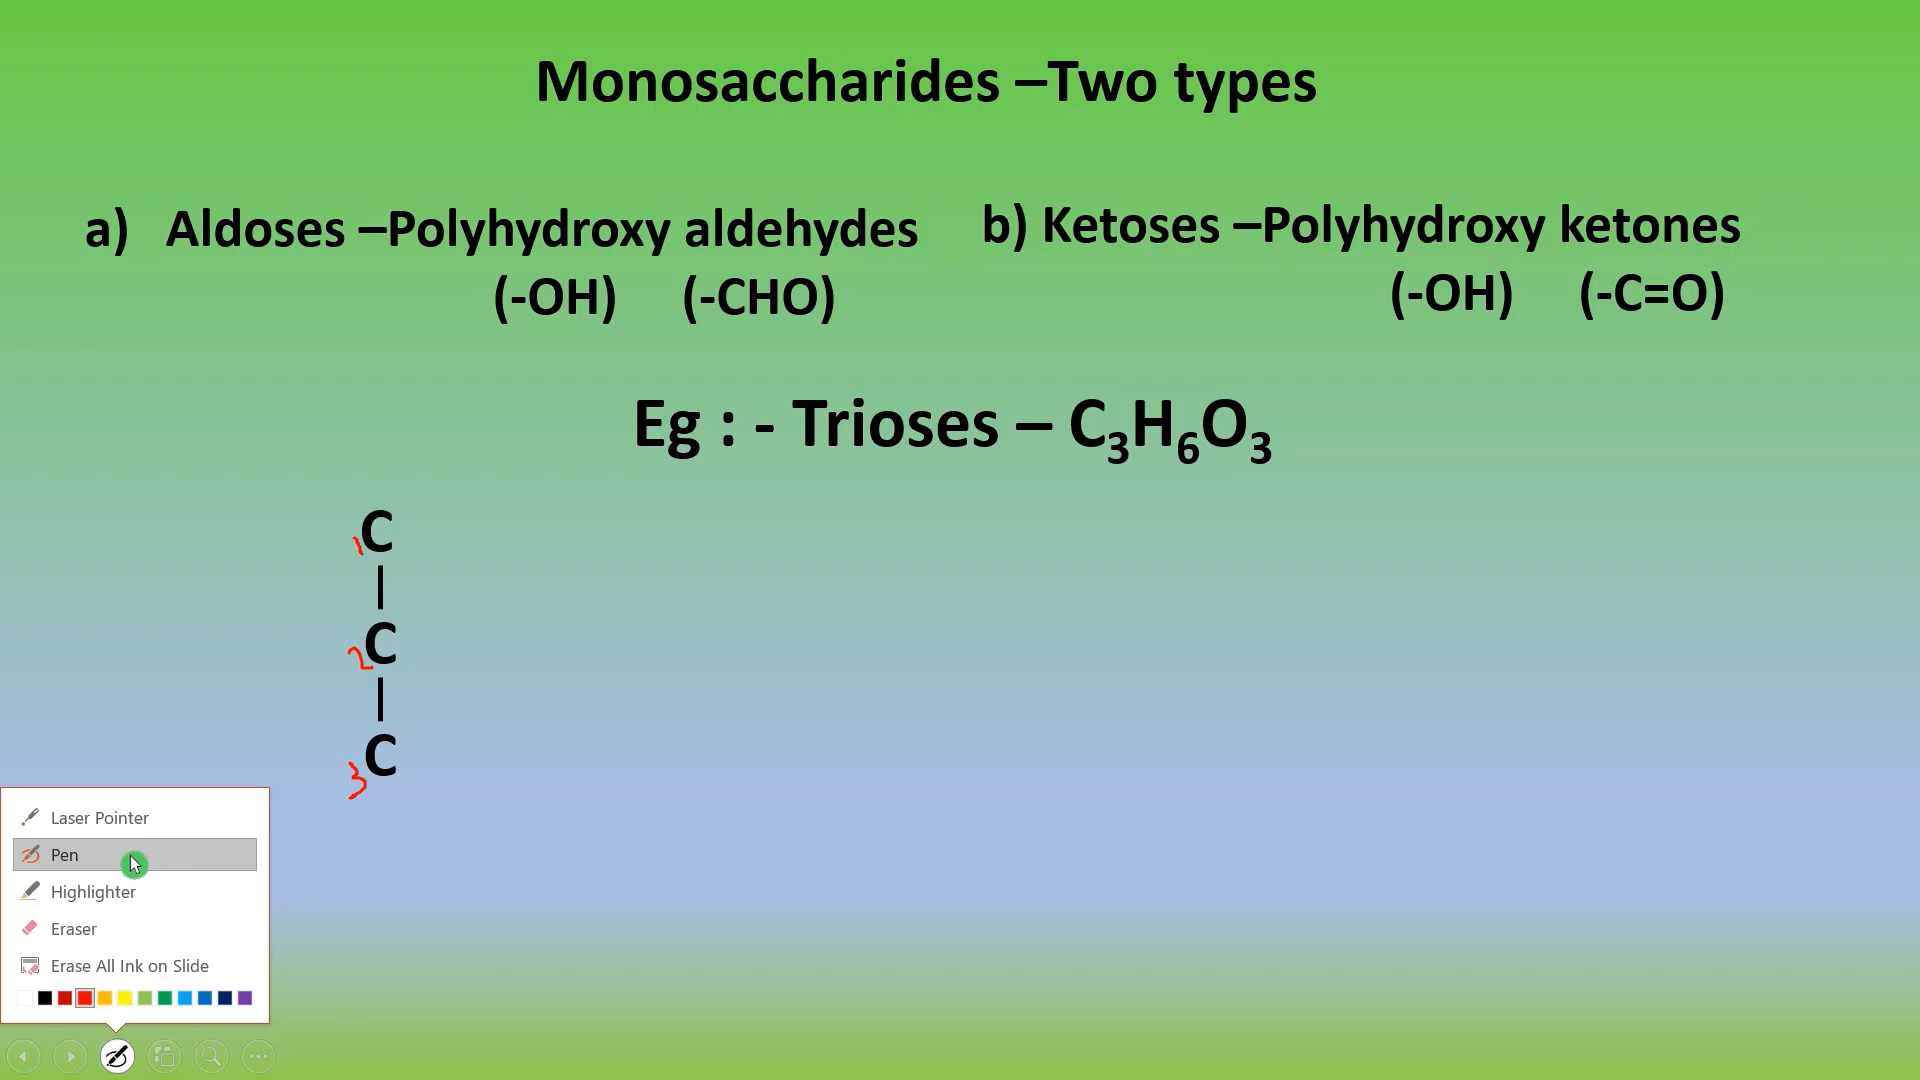 Monosaccharides –Two types
a) Aldoses –Polyhydroxy aldehydes
(-OH) (-CHO)
b) Ketoses –Polyhydroxy ketones
(-OH) (-C=O)
Eg : - Trioses – C₃H₆O₃
1C
2C
3C
Laser Pointer
Pen
Highlighter
Eraser
Erase All Ink on Slide